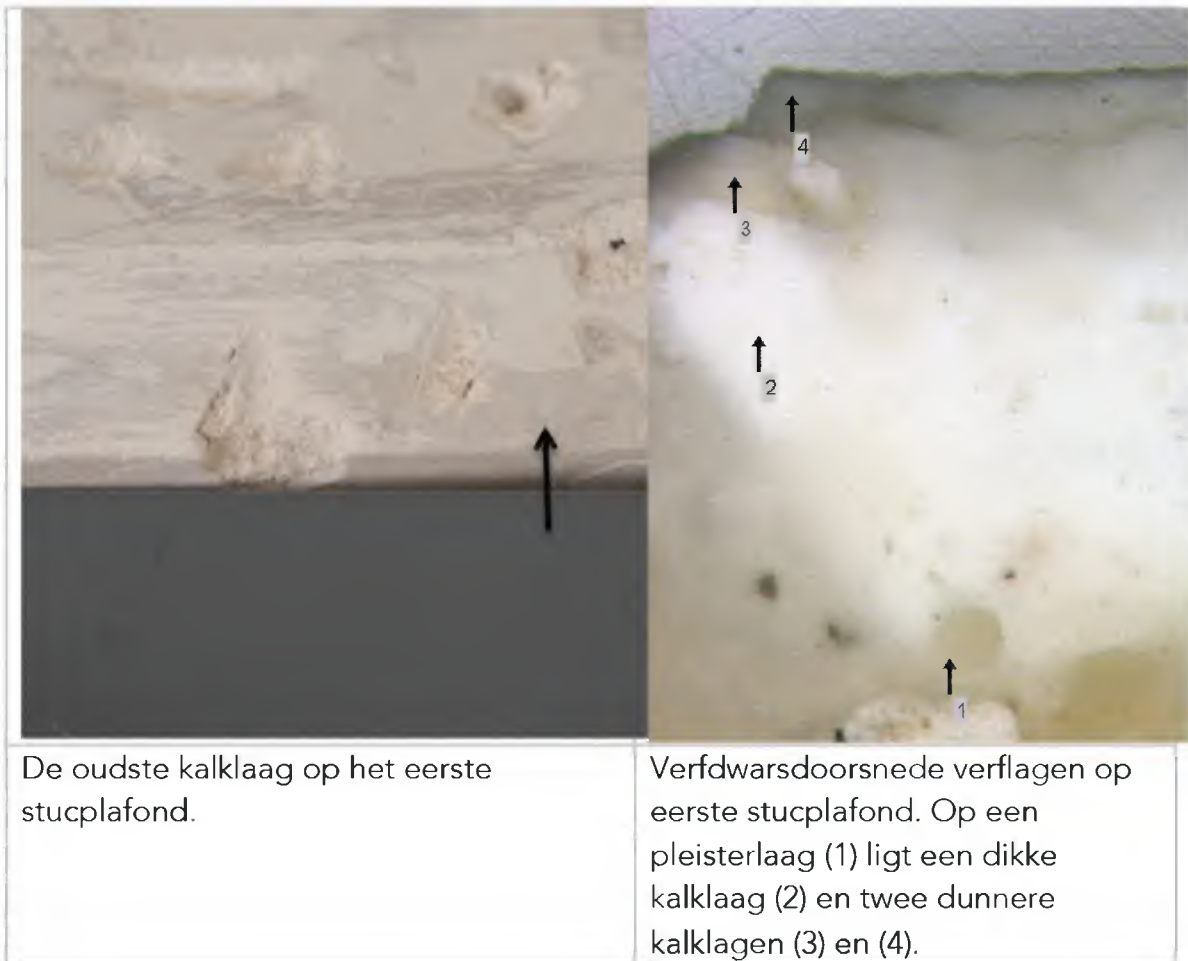 4
3
2
1
De oudste kalklaag op het eerste
stucplafond.
Verfdwarsdoorsnede verflagen op
eerste stucplafond. Op een
pleisterlaag (1) ligt een dikke
kalklaag (2) en twee dunnere
kalklagen (3) en (4).